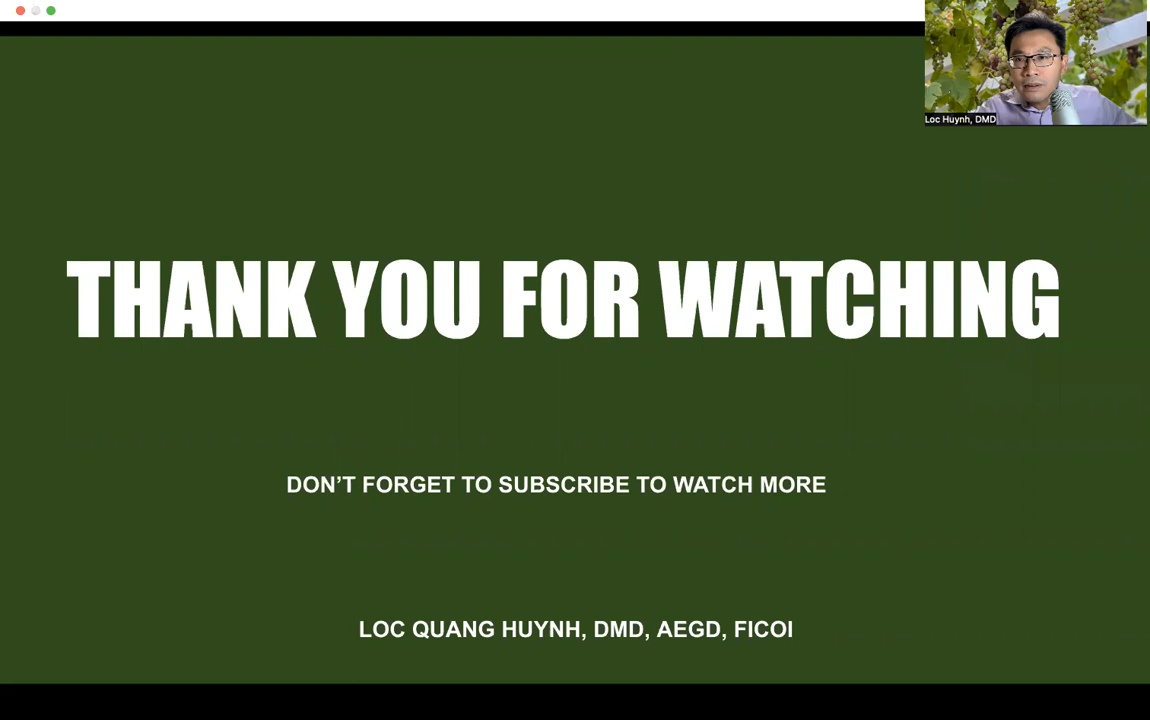 Loc Huynh, DMD
THANK YOU FOR WATCHING
DON’T FORGET TO SUBSCRIBE TO WATCH MORE
LOC QUANG HUYNH, DMD, AEGD, FICOI